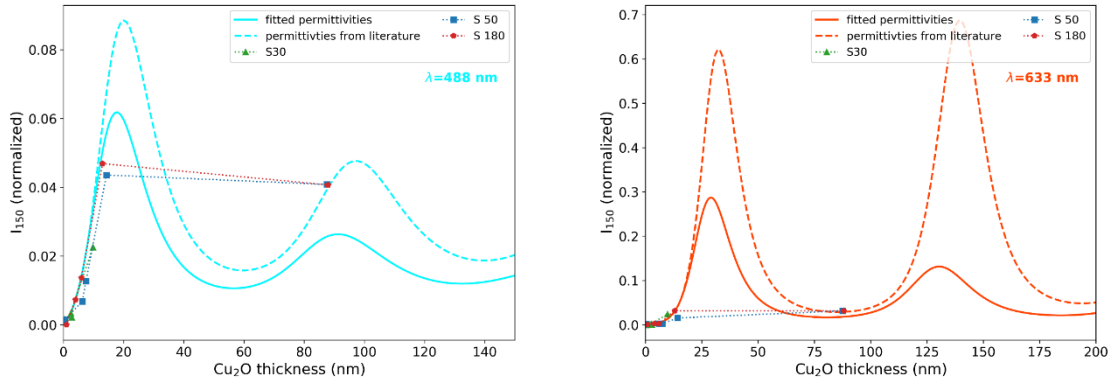 fitted permittivities
permittivties from literature
S30
S 50
S 180
λ=488 nm
I150 (normalized)
0.08
0.06
0.04
0.02
0.00
0 20 40 60 80 100 120 140
Cu2O thickness (nm)
fitted permittivities
permittivties from literature
S30
S 50
S 180
λ=633 nm
I150 (normalized)
0.7
0.6
0.5
0.4
0.3
0.2
0.1
0.0
0 25 50 75 100 125 150 175 200
Cu2O thickness (nm)